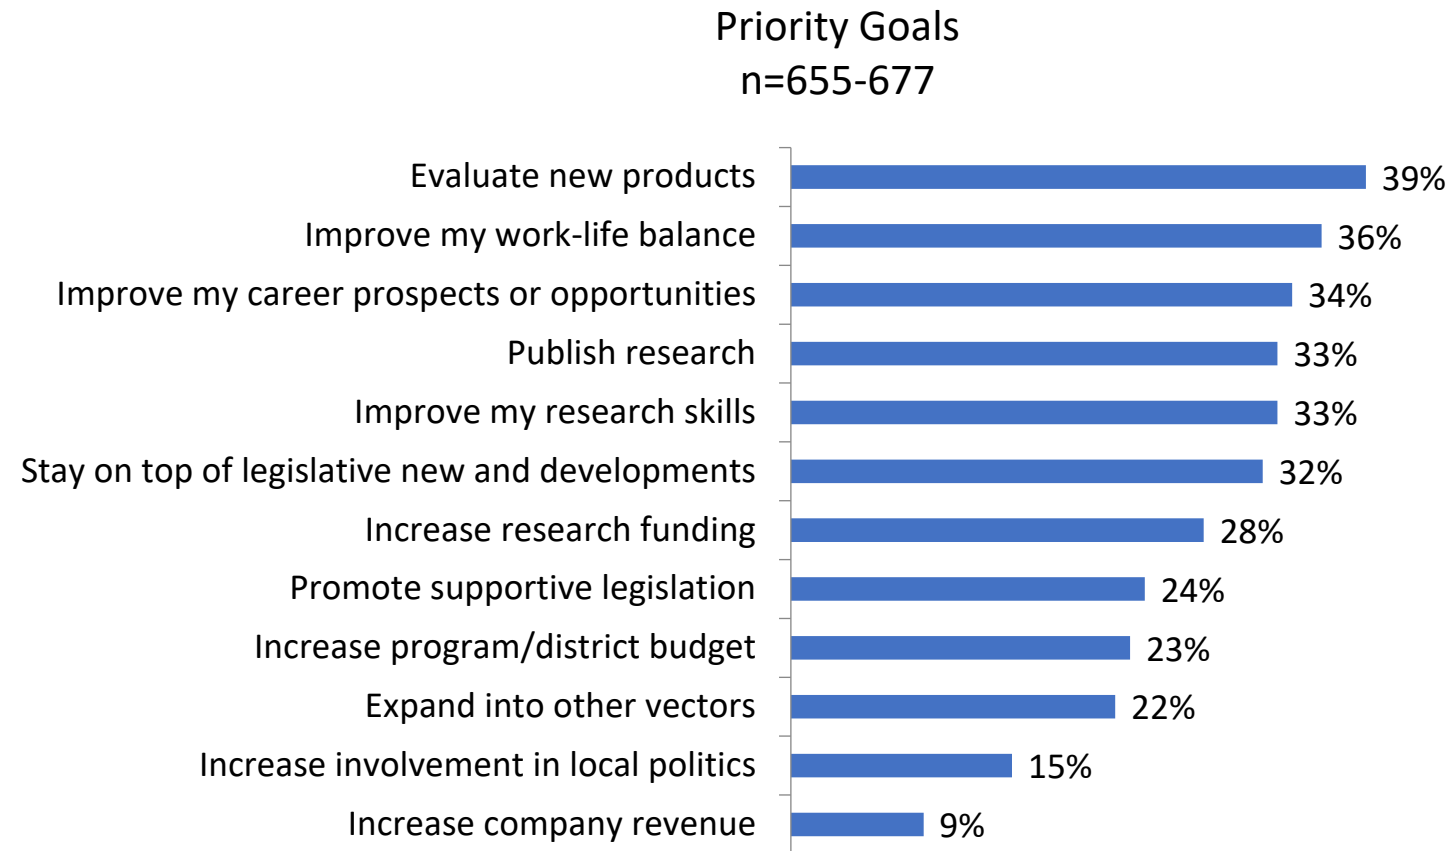 Priority Goals
n=655-677
Evaluate new products 39%
Improve my work-life balance 36%
Improve my career prospects or opportunities 34%
Publish research 33%
Improve my research skills 33%
Stay on top of legislative new and developments 32%
Increase research funding 28%
Promote supportive legislation 24%
Increase program/district budget 23%
Expand into other vectors 22%
Increase involvement in local politics 15%
Increase company revenue 9%